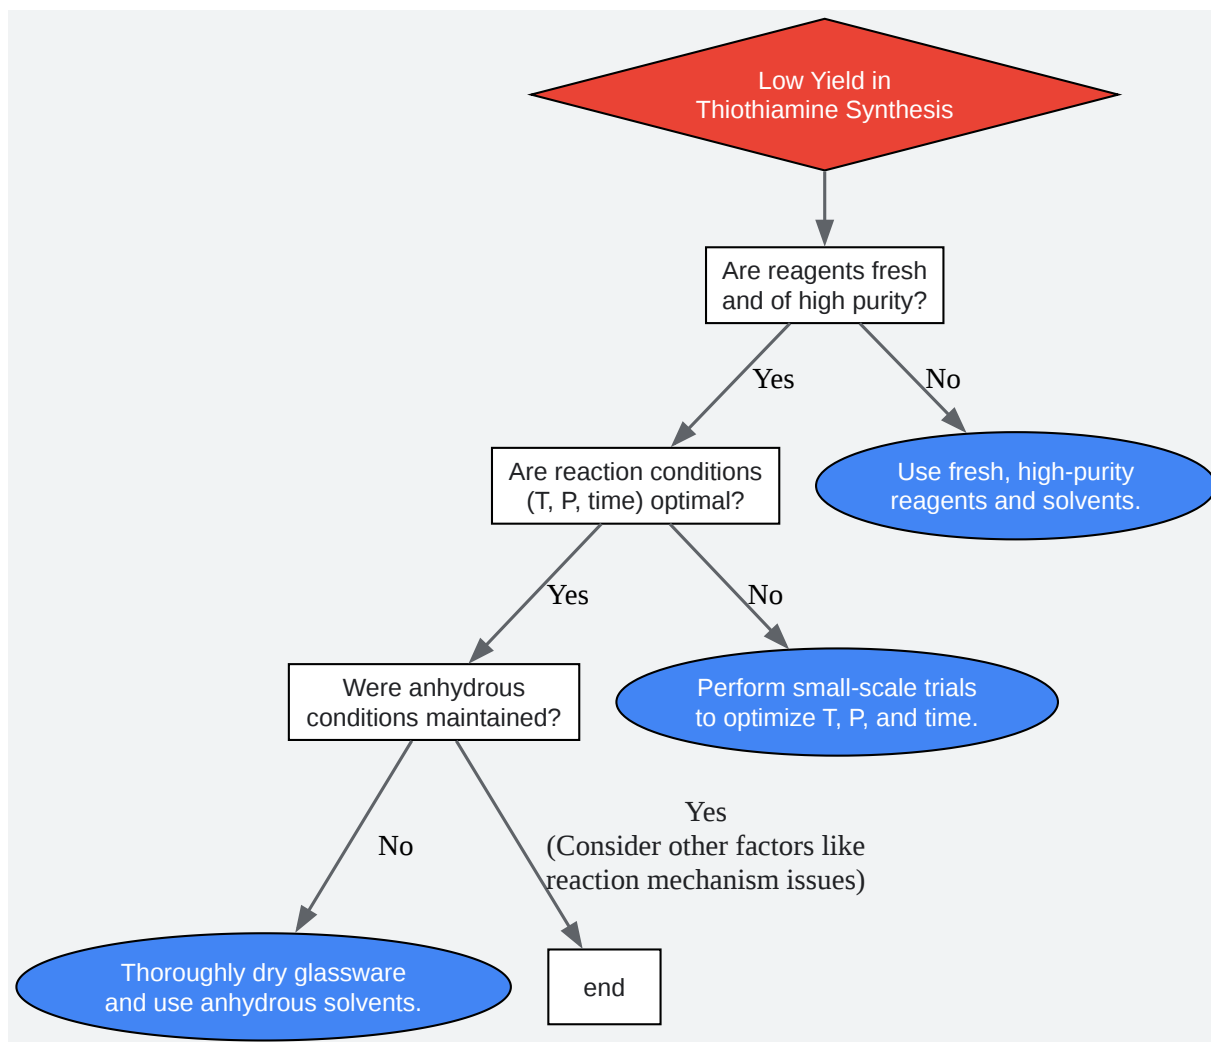 Low Yield in
Thiothiamine Synthesis
Are reagents fresh
and of high purity?
Yes
No
Are reaction conditions
(T, P, time) optimal?
Use fresh, high-purity
reagents and solvents.
Yes
No
Were anhydrous
conditions maintained?
Perform small-scale trials
to optimize T, P, and time.
No
Yes
(Consider other factors like
reaction mechanism issues)
Thoroughly dry glassware
and use anhydrous solvents.
end